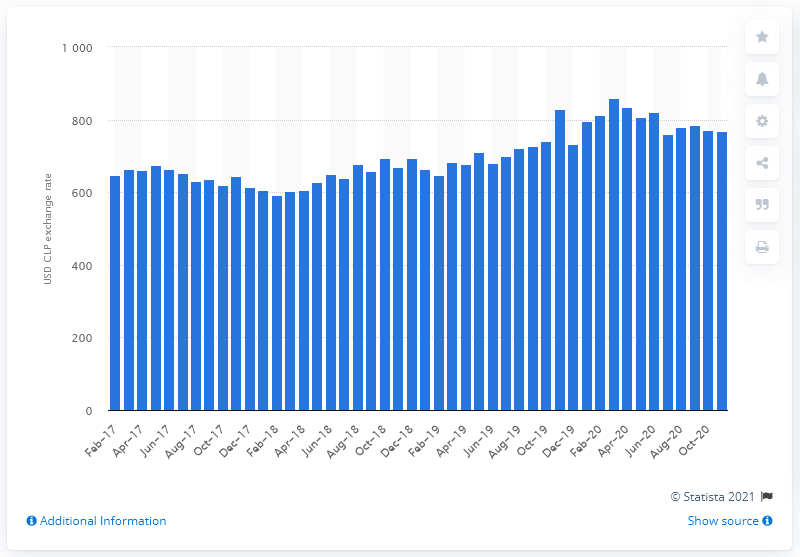 1 000
800
600
400
200
0
USD CLP exchange rate
Feb-17
Apr-17
Jun-17
Aug-17
Oct-17
Dec-17
Feb-18
Apr-18
Jun-18
Aug-18
Oct-18
Dec-18
Feb-19
Apr-19
Jun-19
Aug-19
Oct-19
Dec-19
Feb-20
Apr-20
Jun-20
Aug-20
Oct-20
© Statista 2021
Additional Information
Show source